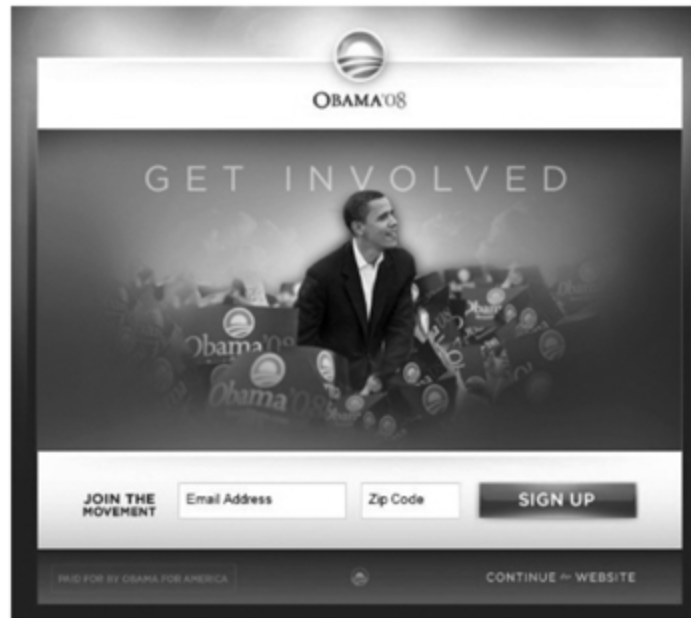 OBAMA'08
GET INVOLVED
Obama'08
Obama'08
JOIN THE
MOVEMENT
Email Address
Zip Code
SIGN UP
PAID FOR BY OBAMA FOR AMERICA
CONTINUE to WEBSITE